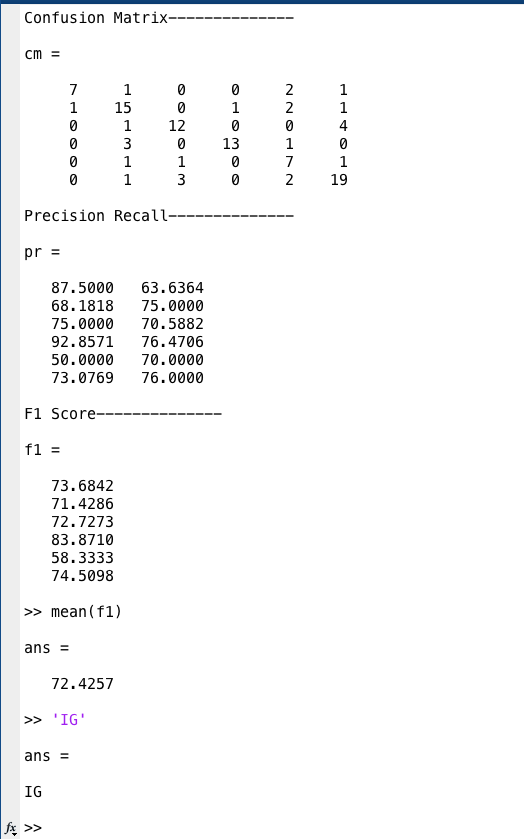 Confusion Matrix--------------
cm =
7 1 0 0 2 1
1 15 0 1 2 1
0 1 12 0 0 4
0 3 0 13 1 0
0 1 1 0 7 1
0 1 3 0 2 19
Precision Recall--------------
pr =
87.5000 63.6364
68.1818 75.0000
75.0000 70.5882
92.8571 76.4706
50.0000 70.0000
73.0769 76.0000
F1 Score--------------
f1 =
73.6842
71.4286
72.7273
83.8710
58.3333
74.5098
>> mean(f1)
ans =
72.4257
>> 'IG'
ans =
IG
fx >>